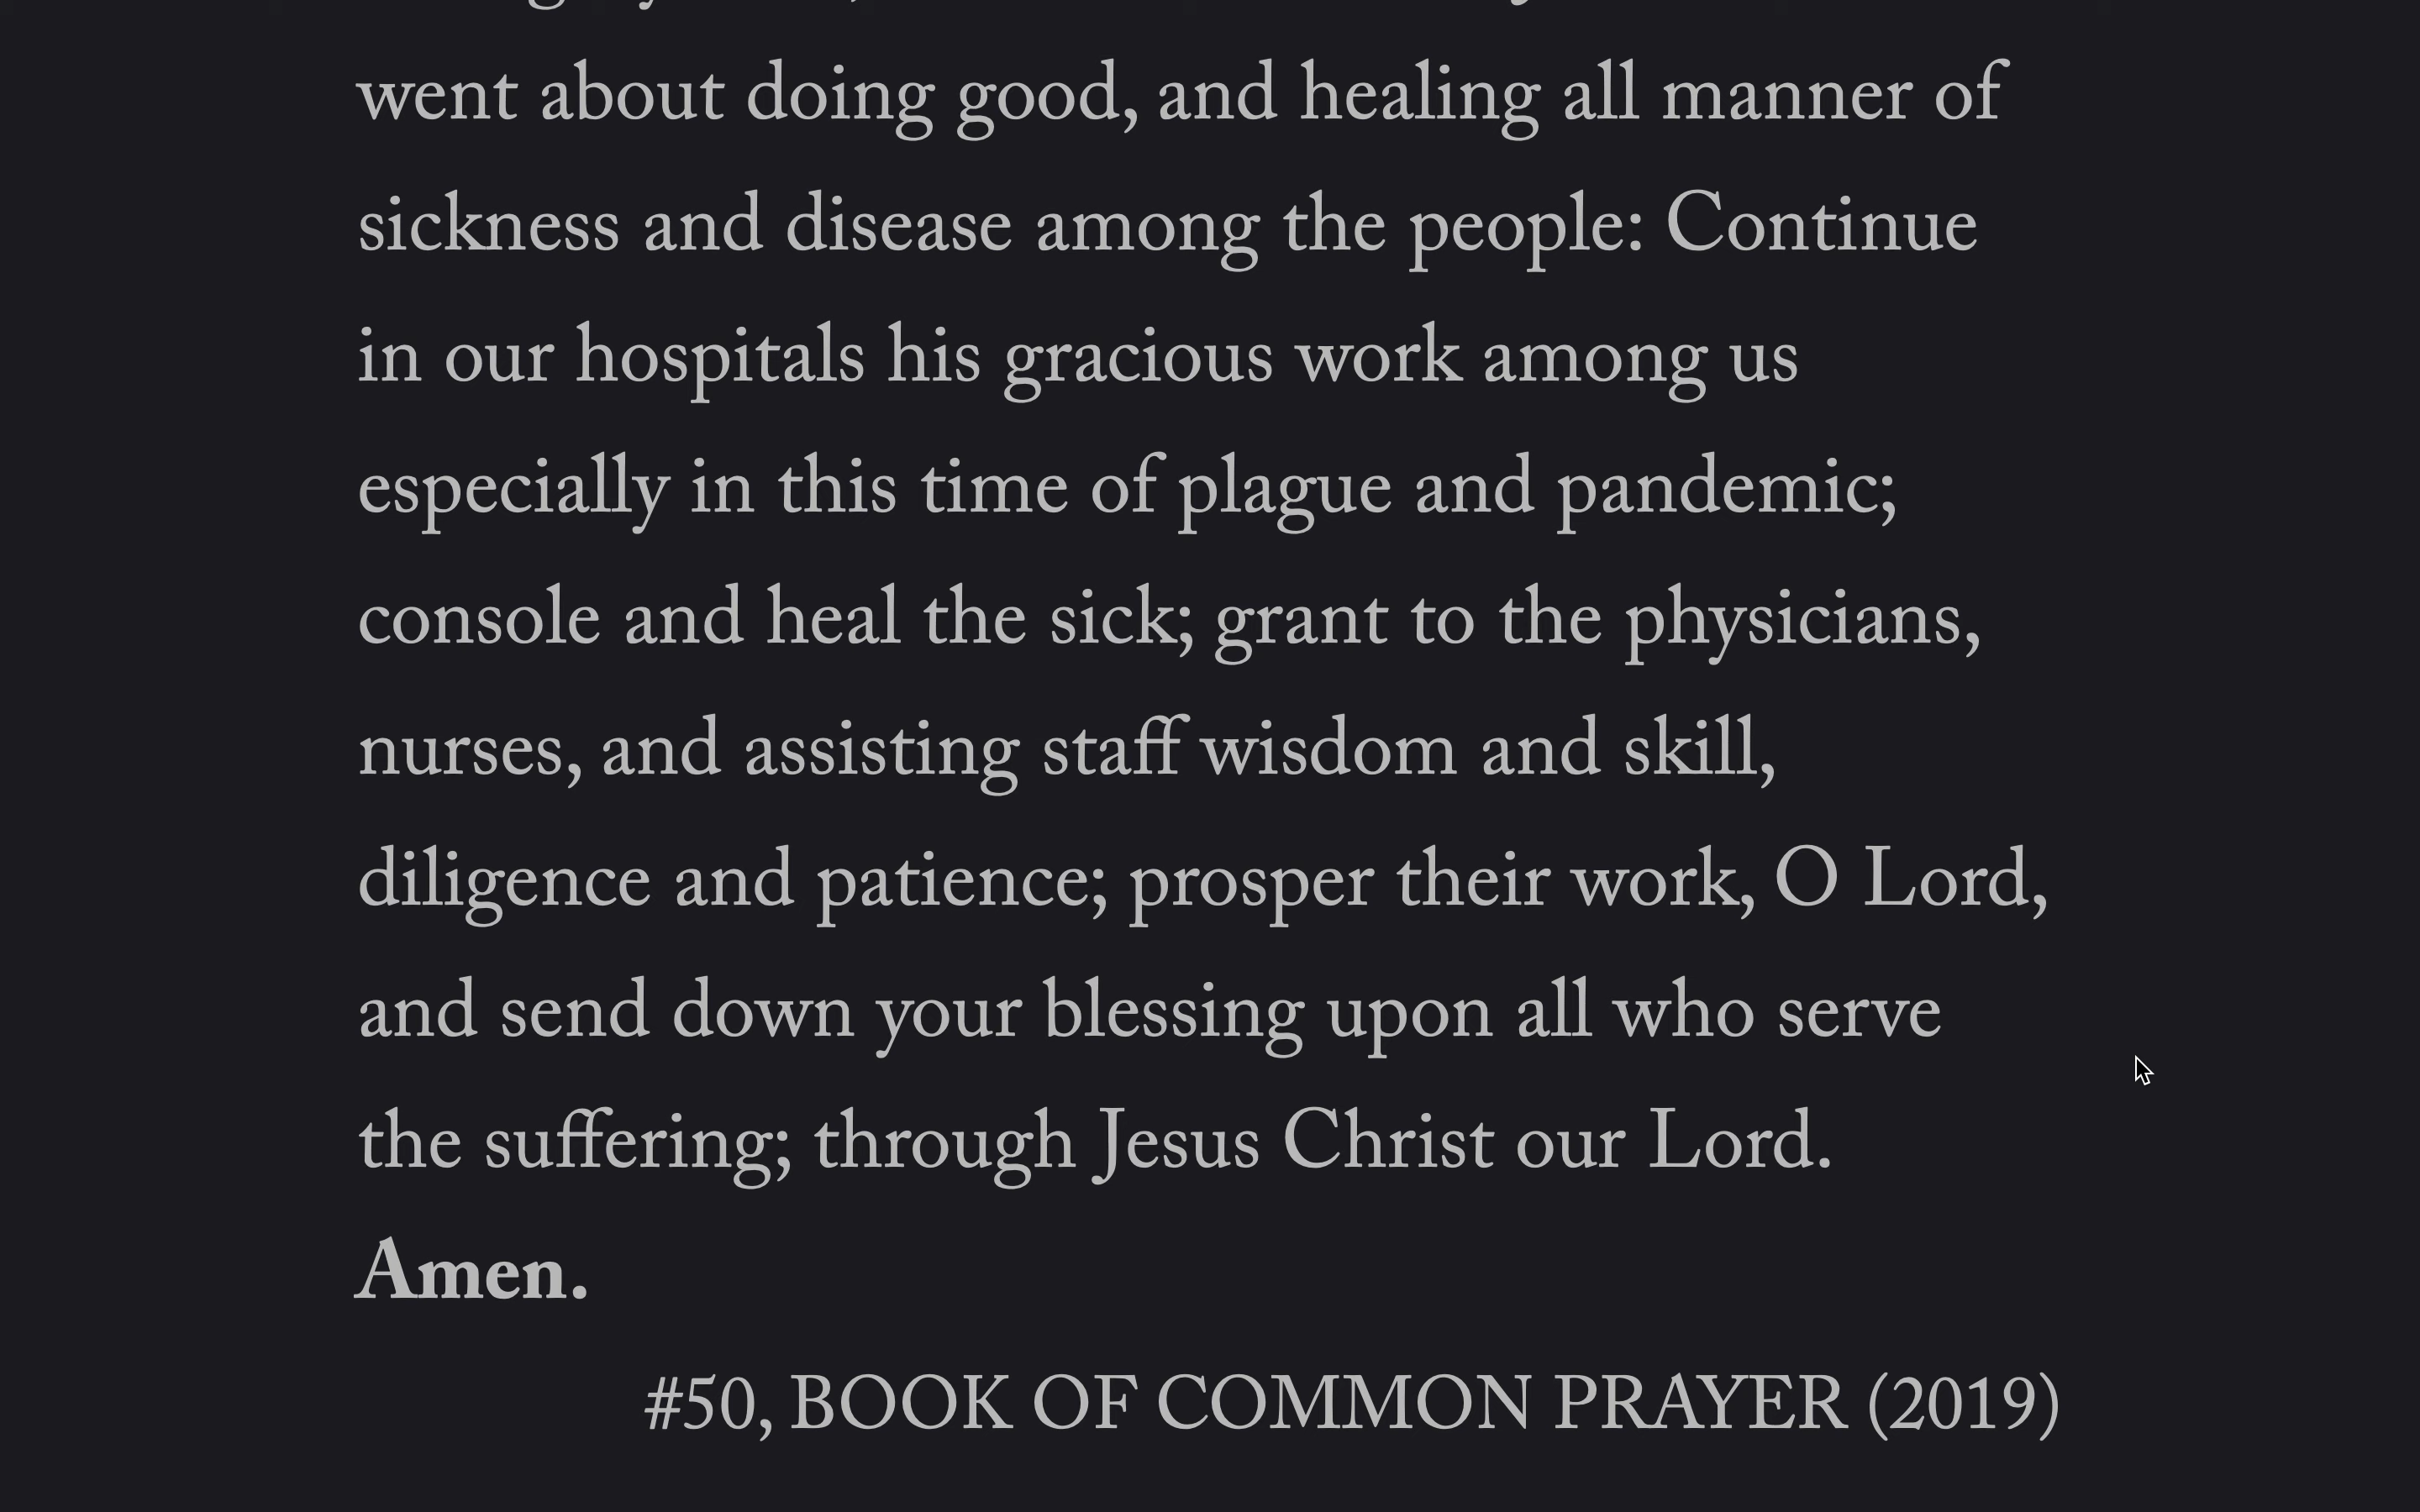 went about doing good, and healing all manner of
sickness and disease among the people: Continue
in our hospitals his gracious work among us
especially in this time of plague and pandemic;
console and heal the sick; grant to the physicians,
nurses, and assisting staff wisdom and skill,
diligence and patience; prosper their work, O Lord,
and send down your blessing upon all who serve
the suffering; through Jesus Christ our Lord.
Amen.
#50, BOOK OF COMMON PRAYER (2019)